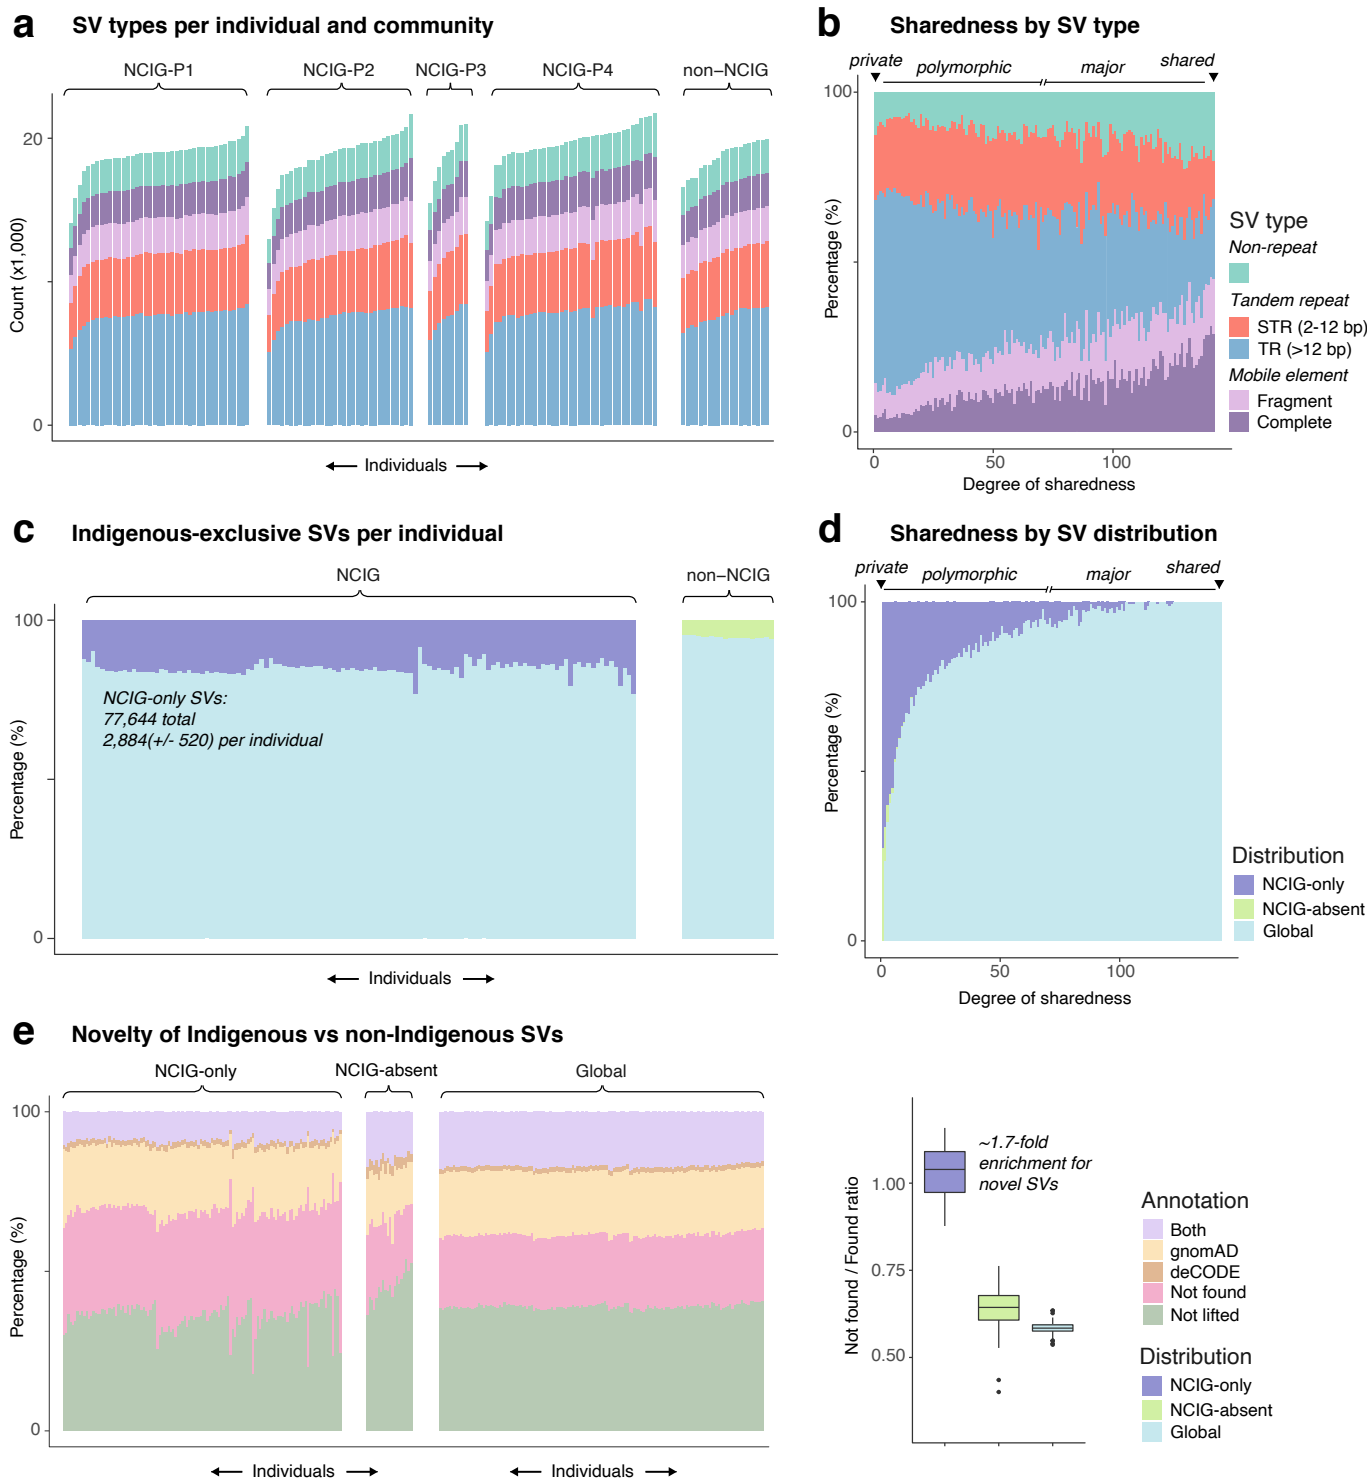 a SV types per individual and community
NCIG-P1 NCIG-P2 NCIG-P3 NCIG-P4 non–NCIG
Count (x1,000)
20
0
Individuals
b Sharedness by SV type
private polymorphic major shared
Percentage (%)
100
0
0 50 100
Degree of sharedness
SV type
Non-repeat
Tandem repeat
STR (2-12 bp)
TR (>12 bp)
Mobile element
Fragment
Complete
c Indigenous-exclusive SVs per individual
NCIG non–NCIG
Percentage (%)
100
0
NCIG-only SVs:
77,644 total
2,884(+/- 520) per individual
Individuals
d Sharedness by SV distribution
private polymorphic major shared
Percentage (%)
100
0
0 50 100
Degree of sharedness
Distribution
NCIG-only
NCIG-absent
Global
e Novelty of Indigenous vs non-Indigenous SVs
NCIG-only NCIG-absent Global
Percentage (%)
100
0
Individuals Individuals
Not found / Found ratio
1.00
0.75
0.50
~1.7-fold
enrichment for
novel SVs
Annotation
Both
gnomAD
deCODE
Not found
Not lifted
Distribution
NCIG-only
NCIG-absent
Global